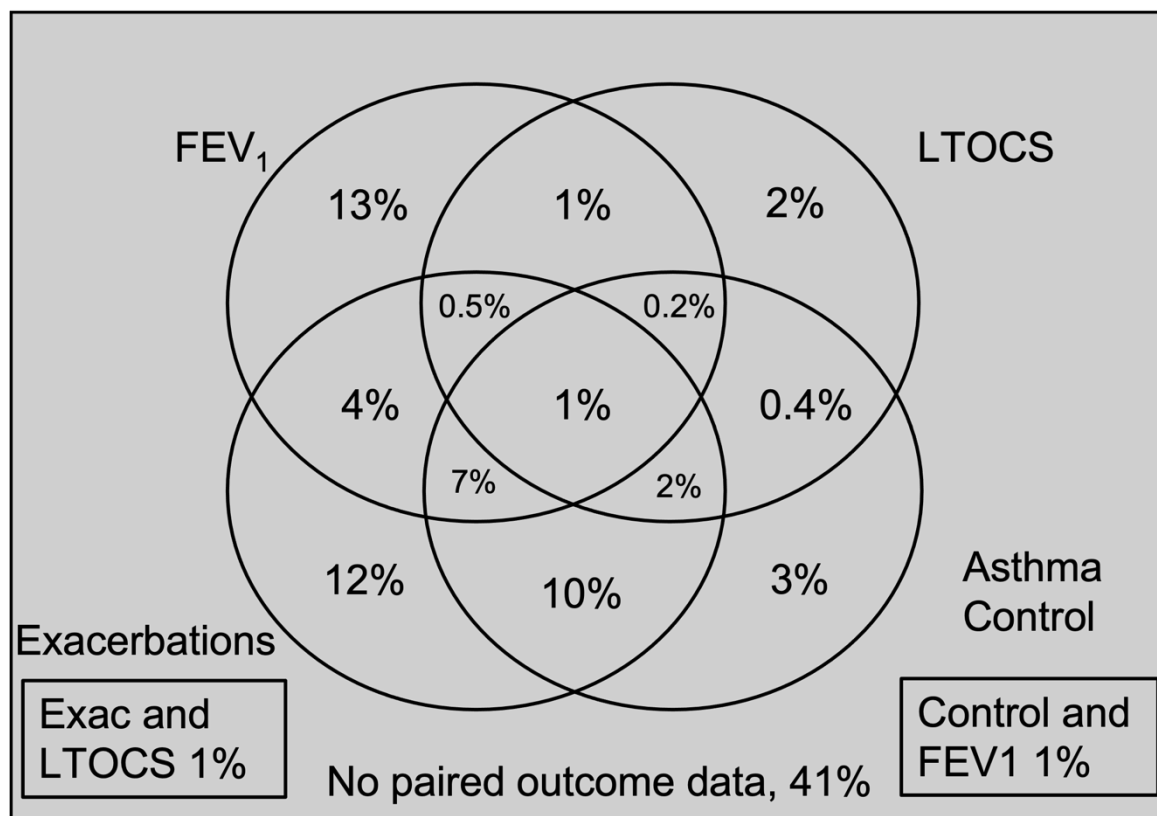 FEV₁
LTOCS
13%
1%
2%
0.5%
0.2%
4%
1%
0.4%
7%
2%
12%
10%
3%
Asthma
Control
Exacerbations
Exac and
LTOCS 1%
Control and
FEV1 1%
No paired outcome data, 41%